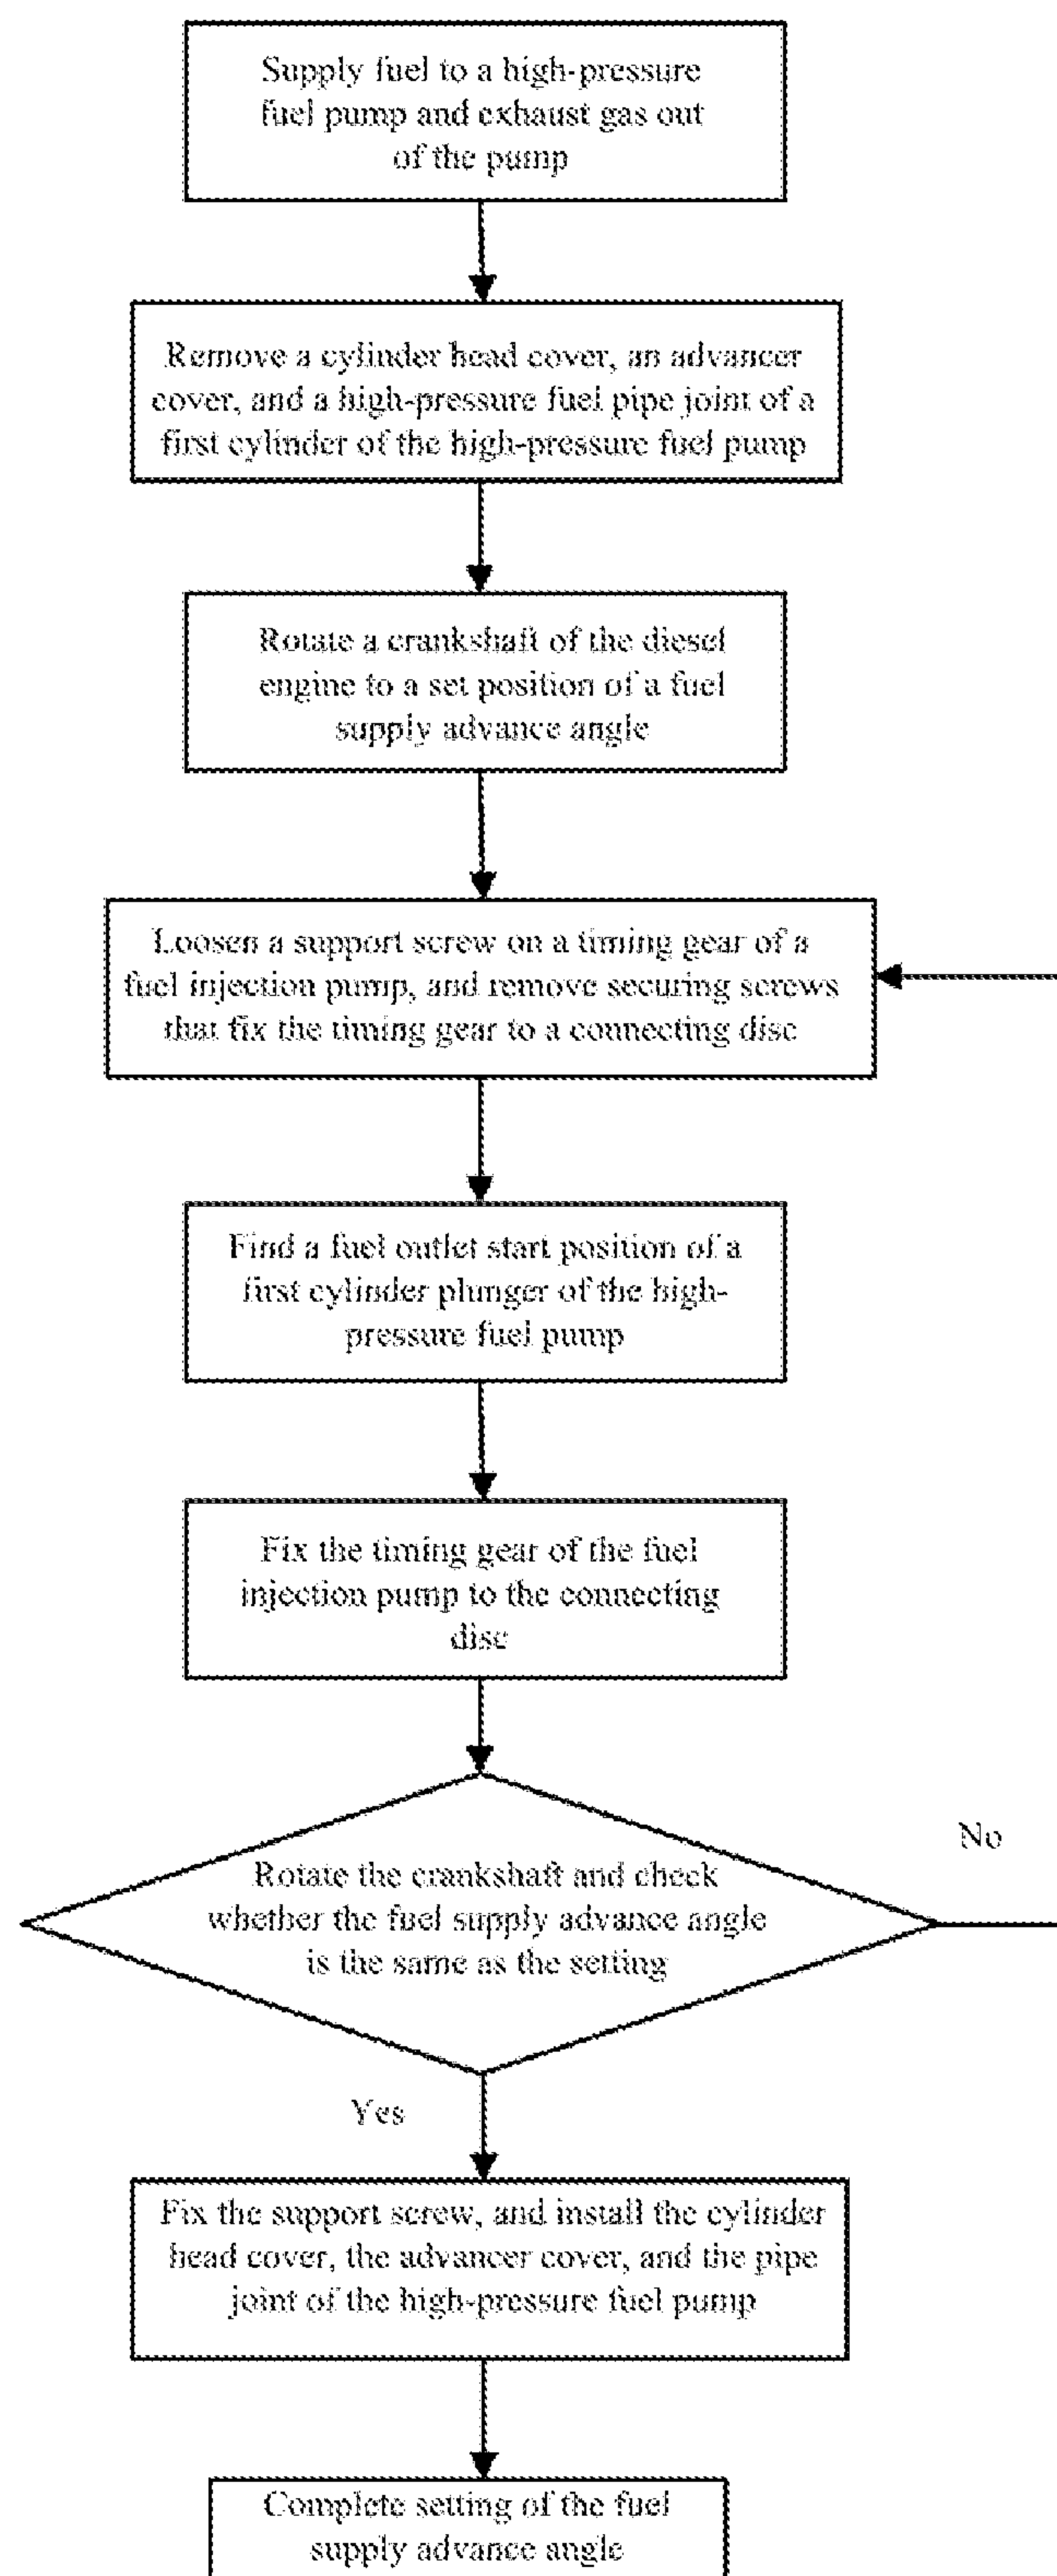 Supply fuel to a high-pressure
fuel pump and exhaust gas out
of the pump
Remove a cylinder head cover, an advancer
cover, and a high-pressure fuel pipe joint of a
first cylinder of the high-pressure fuel pump
Rotate a crankshaft of the diesel
engine to a set position of a fuel
supply advance angle
Loosen a support screw on a timing gear of a
fuel injection pump, and remove securing screws
that fix the timing gear to a connecting disc
Find a fuel outlet start position of a
first cylinder plunger of the high-
pressure fuel pump
Fix the timing gear of the fuel
injection pump to the connecting
disc
No
Rotate the crankshaft and check
whether the fuel supply advance angle
is the same as the setting
Yes
Fix the support screw, and install the cylinder
head cover, the advancer cover, and the pipe
joint of the high-pressure fuel pump
Complete setting of the fuel
supply advance angle